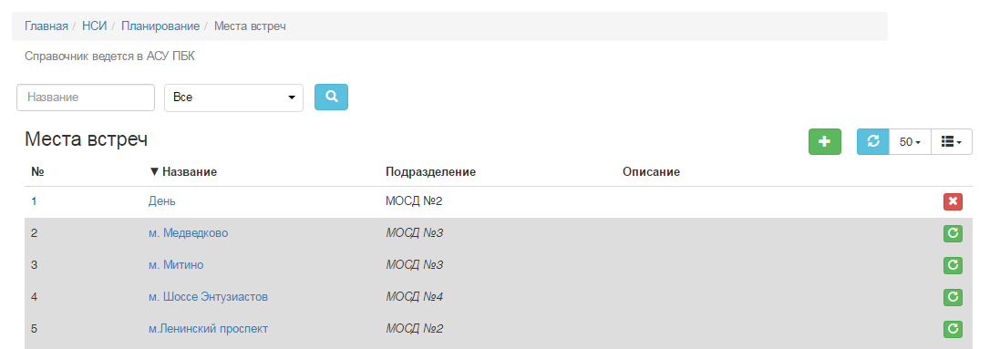 Главная / НСИ / Планирование / Места встреч
Справочник ведется в АСУ ПБК
Название Все
Места встреч 50
№ ▼ Название Подразделение Описание
1 День МОСД №2
2 м. Медведково МОСД №3
3 м. Митино МОСД №3
4 м. Шоссе Энтузиастов МОСД №4
5 м.Ленинский проспект МОСД №2